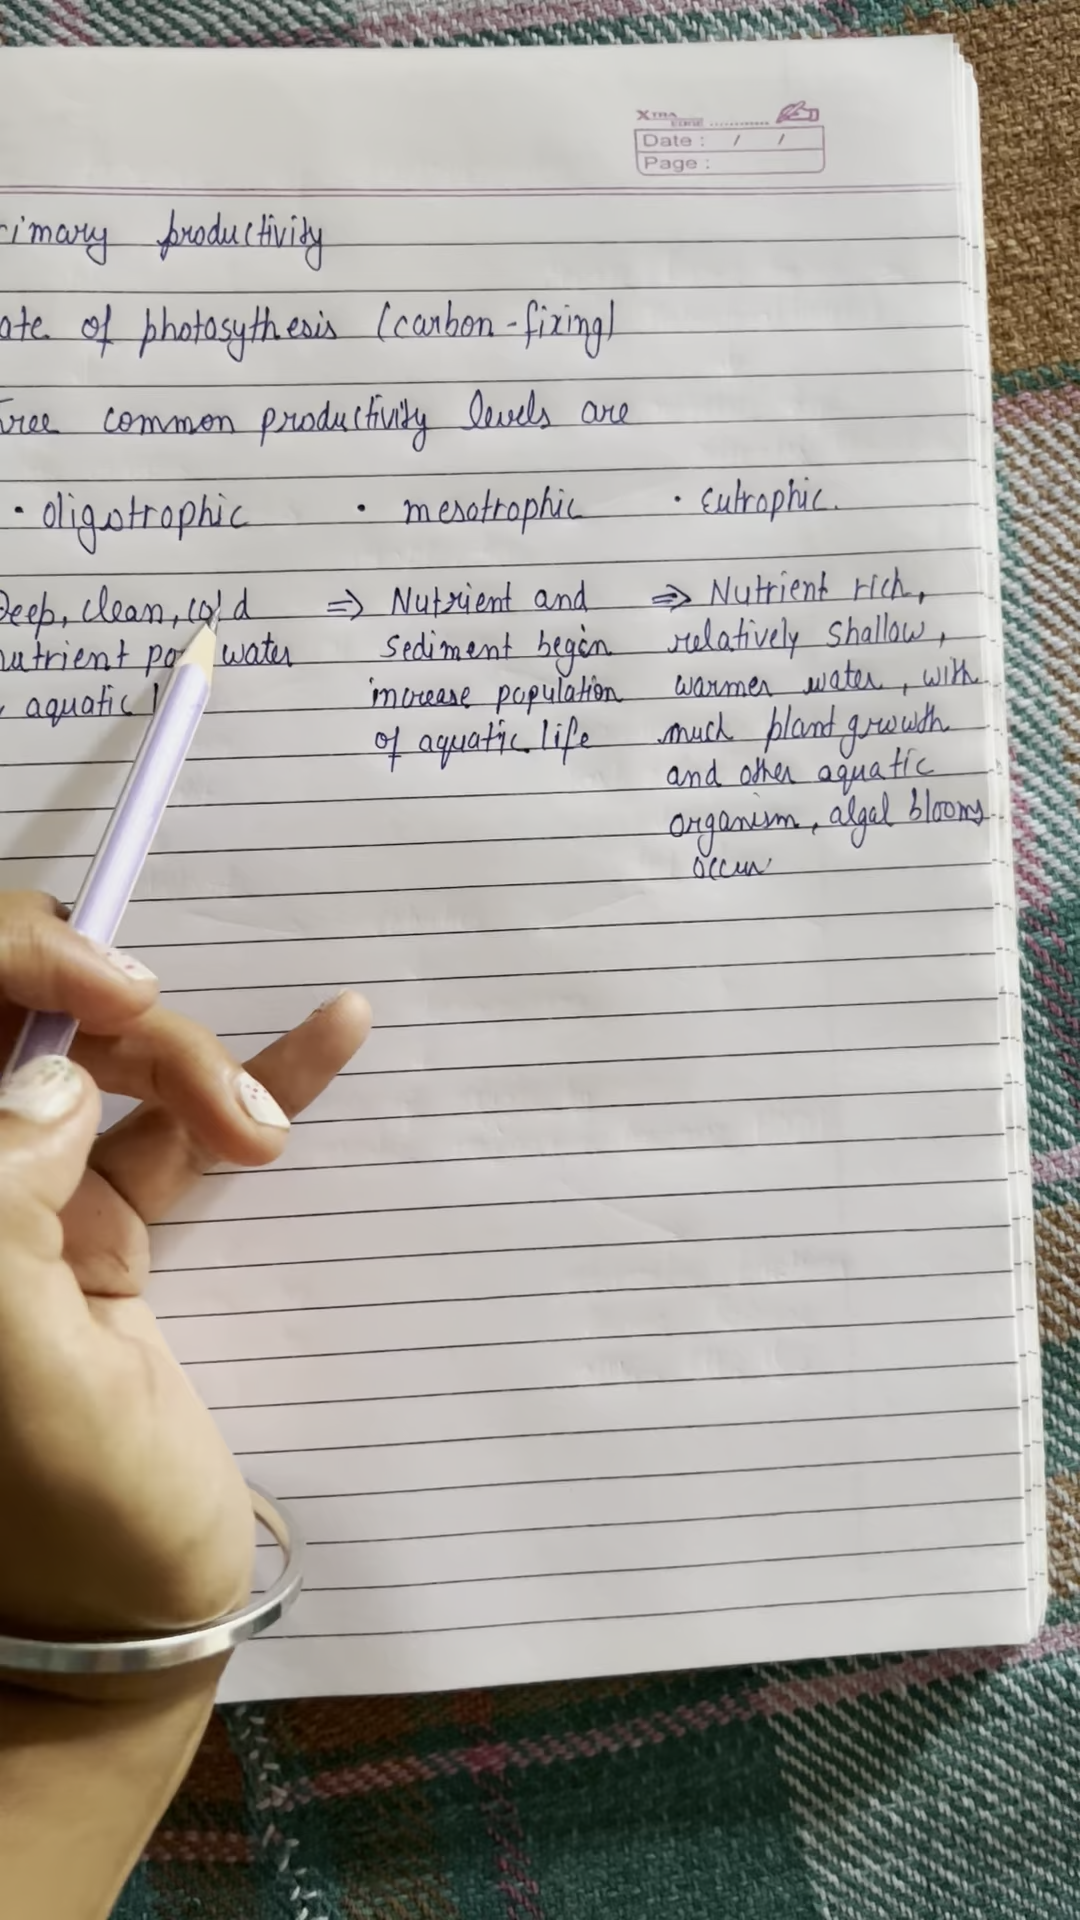 XTRA EDGE
Date : / /
Page :
rimary productivity
ate of photosythesis (carbon-fixing)
ree common productivity levels are
• oligotrophic • mesotrophic • eutrophic.
Deep, clean, cold ⇒ Nutrient and ⇒ Nutrient rich,
nutrient water sediment begin relatively shallow,
aquatic increase population warmer water, with
of aquatic life much plant growth
and other aquatic
organism, algal blooms
occur